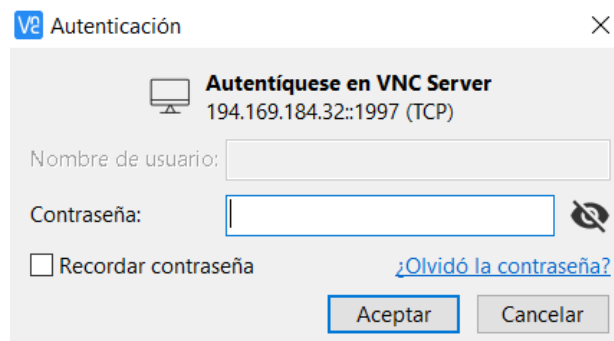 Autenticación
Autentíquese en VNC Server
194.169.184.32::1997 (TCP)
Nombre de usuario:
Contraseña:
Recordar contraseña
¿Olvidó la contraseña?
Aceptar
Cancelar